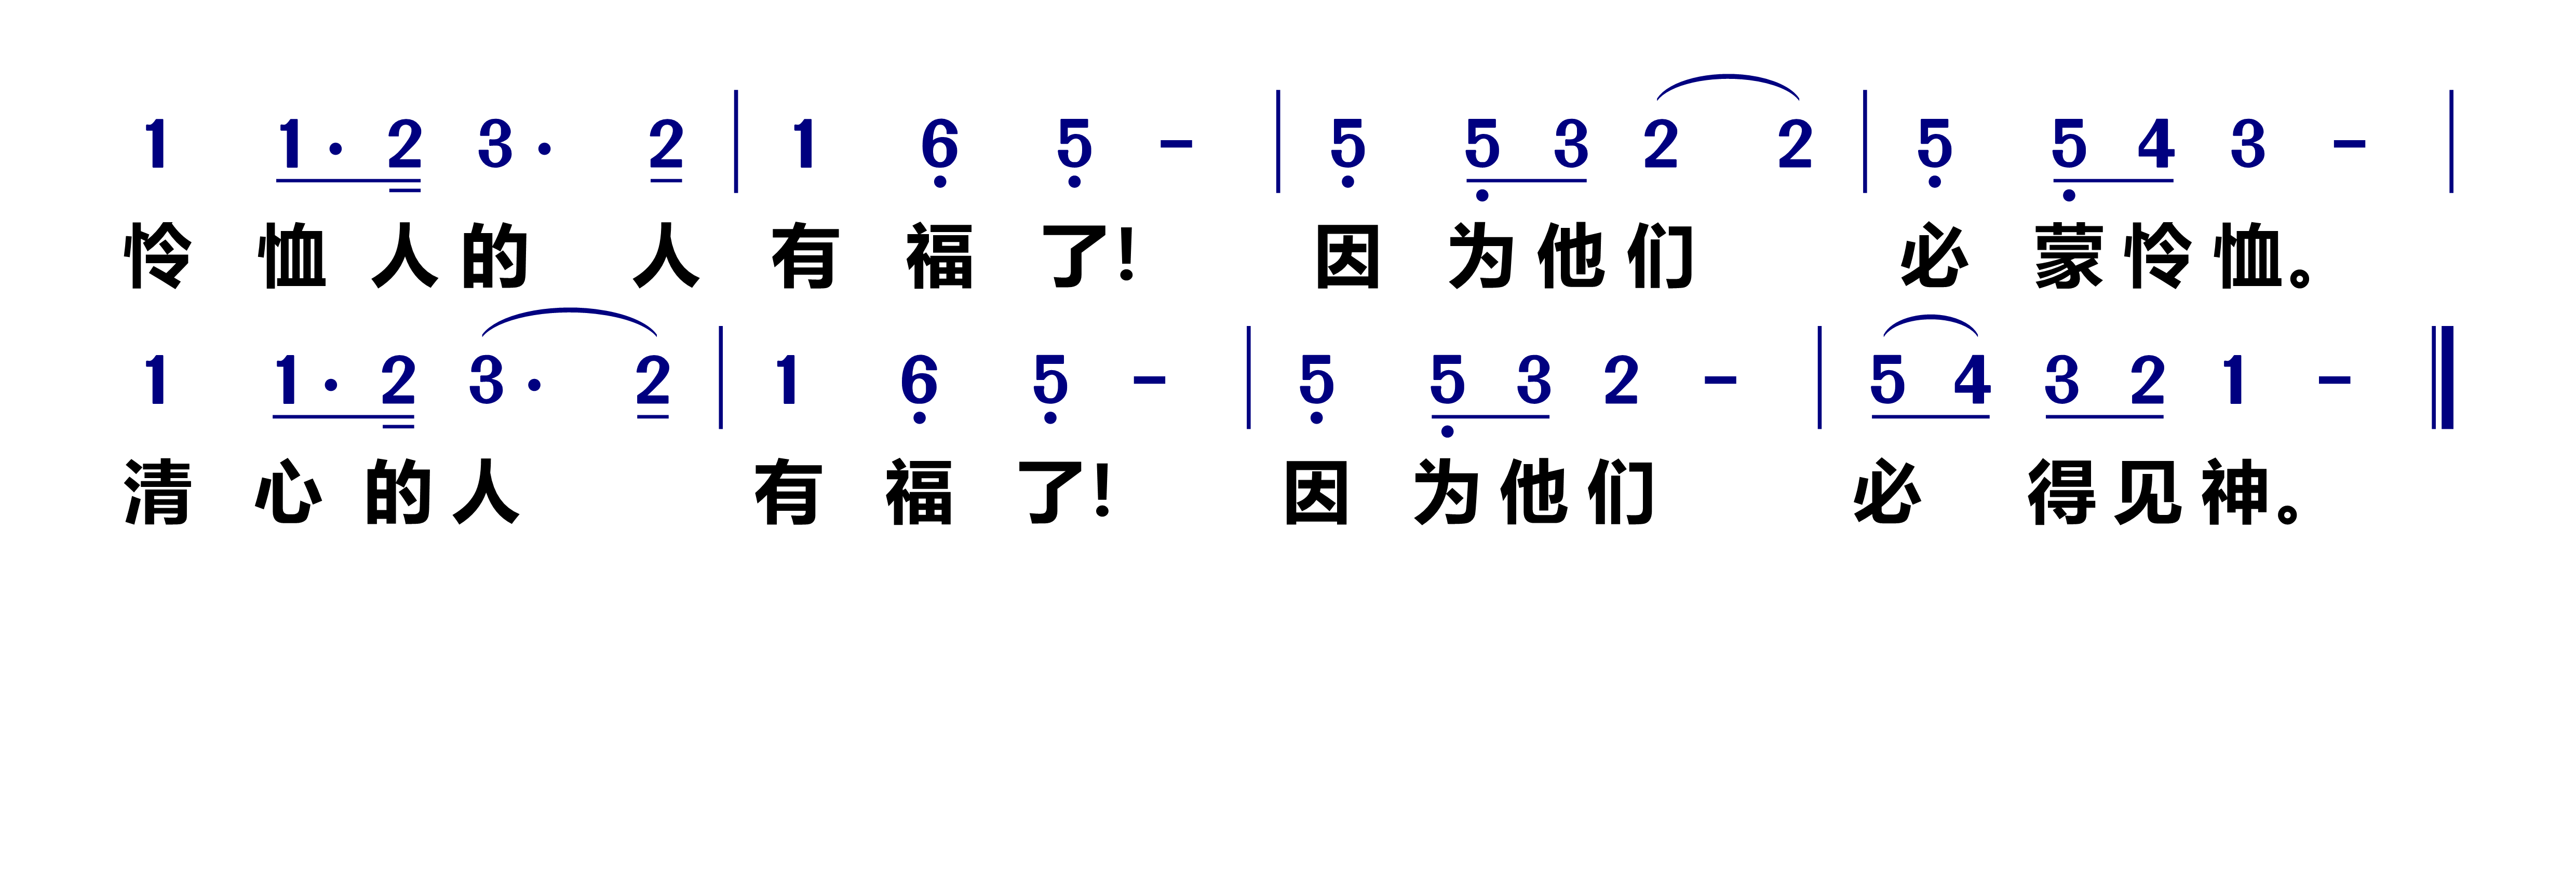 1 1· 2 3· 2 | 1 6 5 - | 5 5 3 2 2 | 5 5 4 3 - |
怜恤人的 人有福了! 因为他们 必蒙怜恤。
1 1· 2 3· 2 | 1 6 5 - | 5 5 3 2 - | 5 4 3 2 1 - ‖
清心的人 有福了! 因为他们 必 得见神。